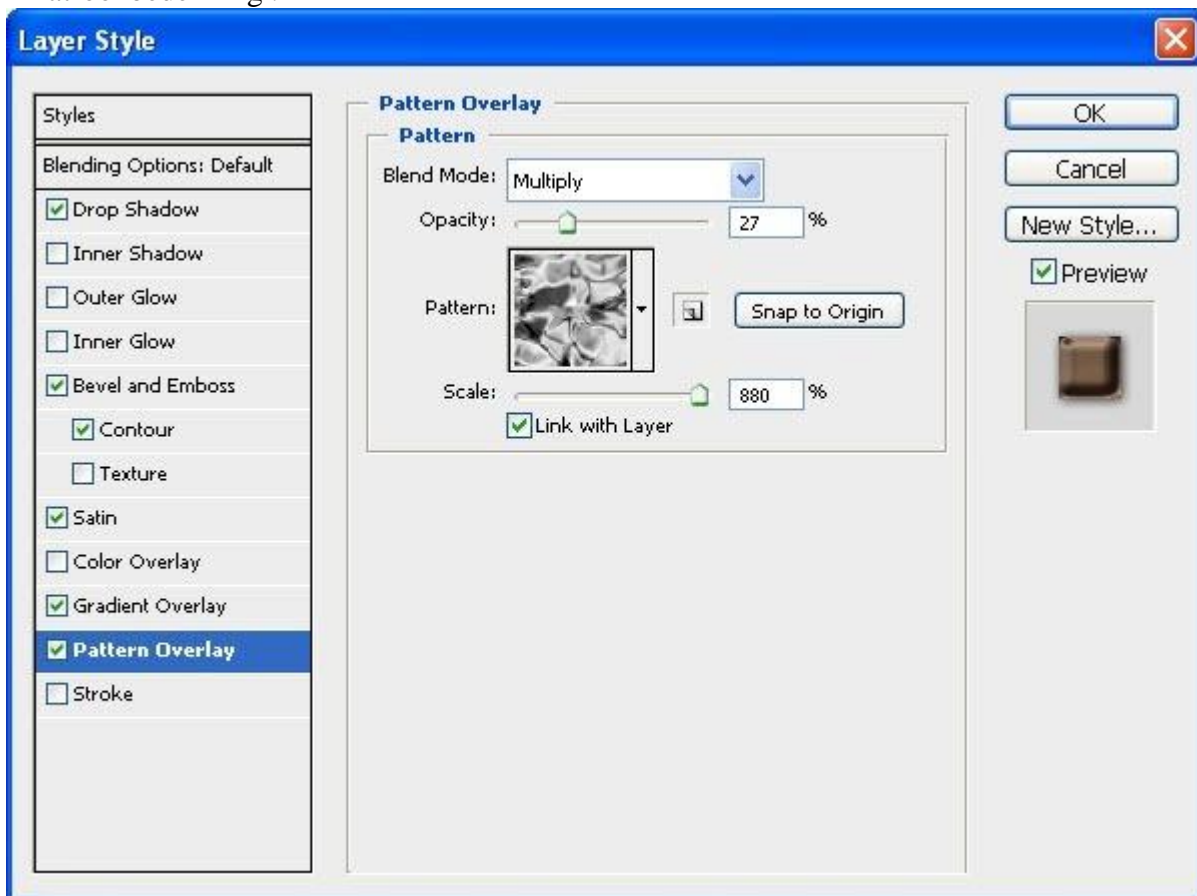 Layer Style
Styles
Blending Options: Default
Drop Shadow
Inner Shadow
Outer Glow
Inner Glow
Bevel and Emboss
Contour
Texture
Satin
Color Overlay
Gradient Overlay
Pattern Overlay
Stroke
Pattern Overlay
Pattern
Blend Mode: Multiply
Opacity: 27 %
Pattern: Snap to Origin
Scale: 880 %
Link with Layer
OK
Cancel
New Style...
Preview